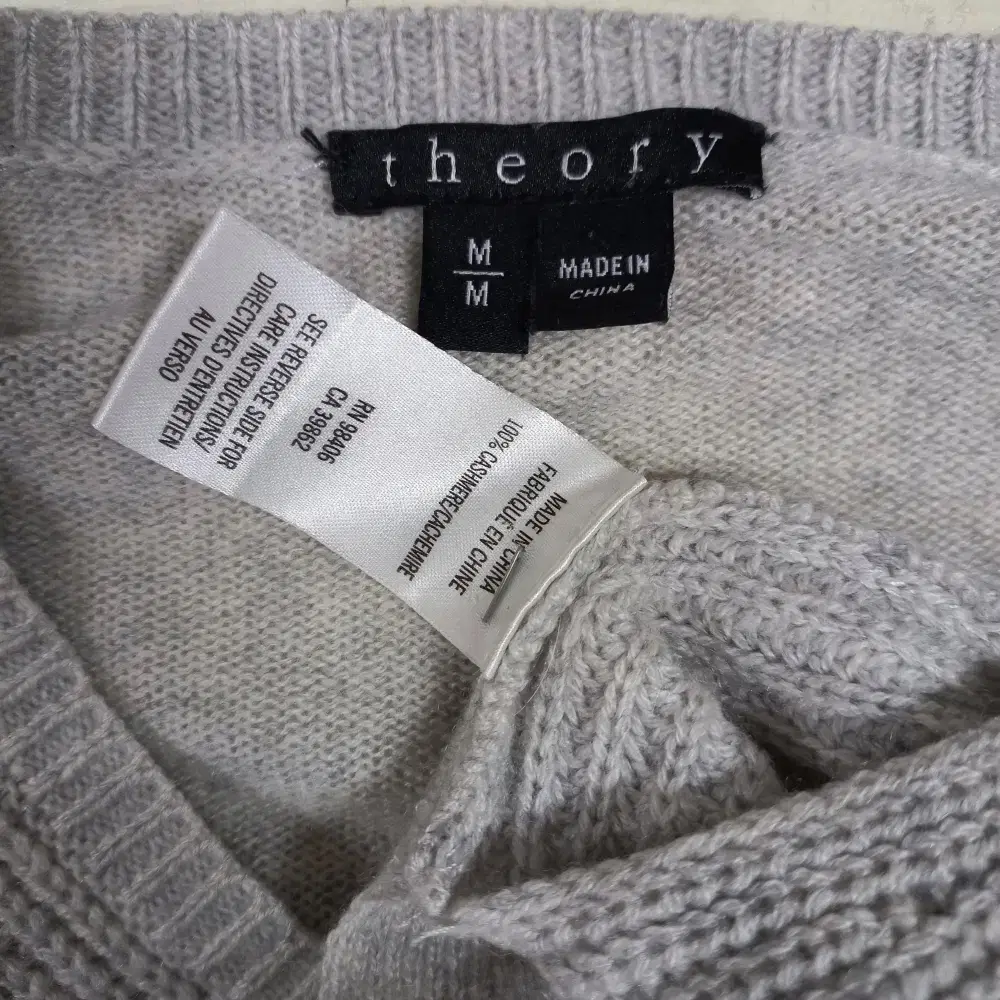 theory
M
M
MADE IN
CHINA
MADE IN CHINA
FABRIQUÉ EN CHINE
100% CASHMERE/CACHEMIRE
RN 98406
CA 39862
SEE REVERSE SIDE FOR
CARE INSTRUCTIONS/
DIRECTIVES D'ENTRETIEN
AU VERSO